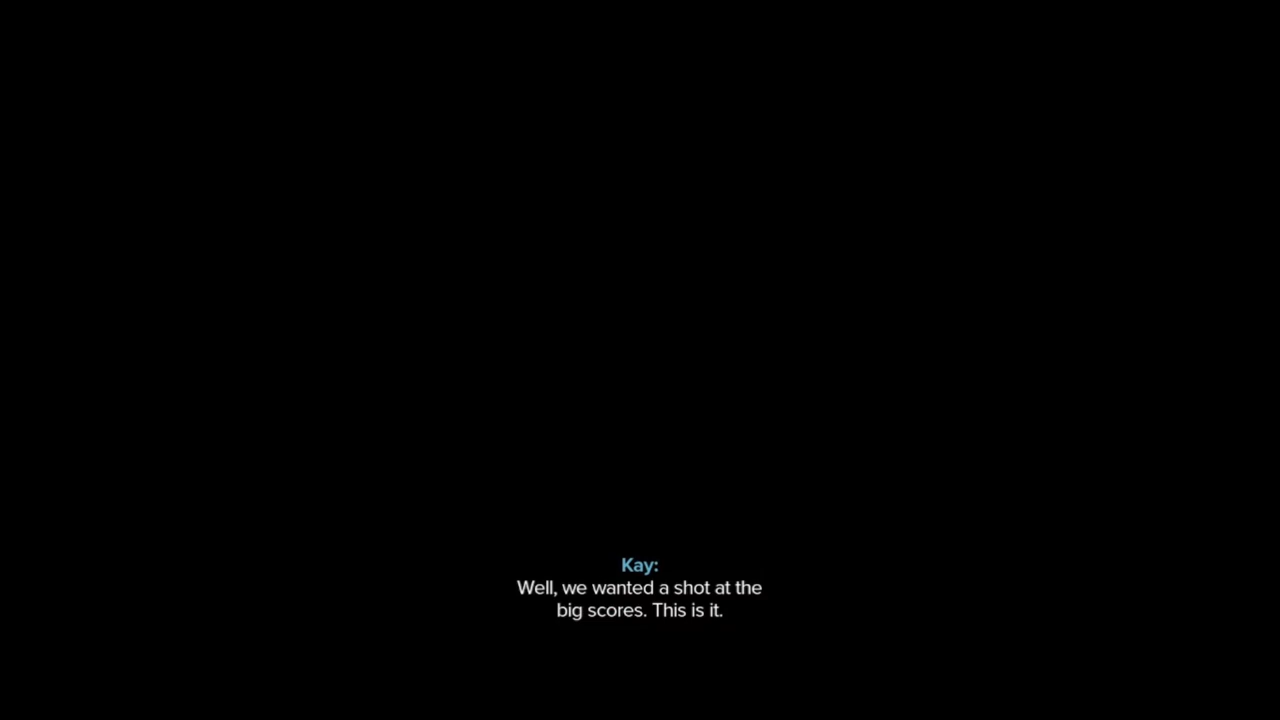 Kay:
Well, we wanted a shot at the
big scores. This is it.